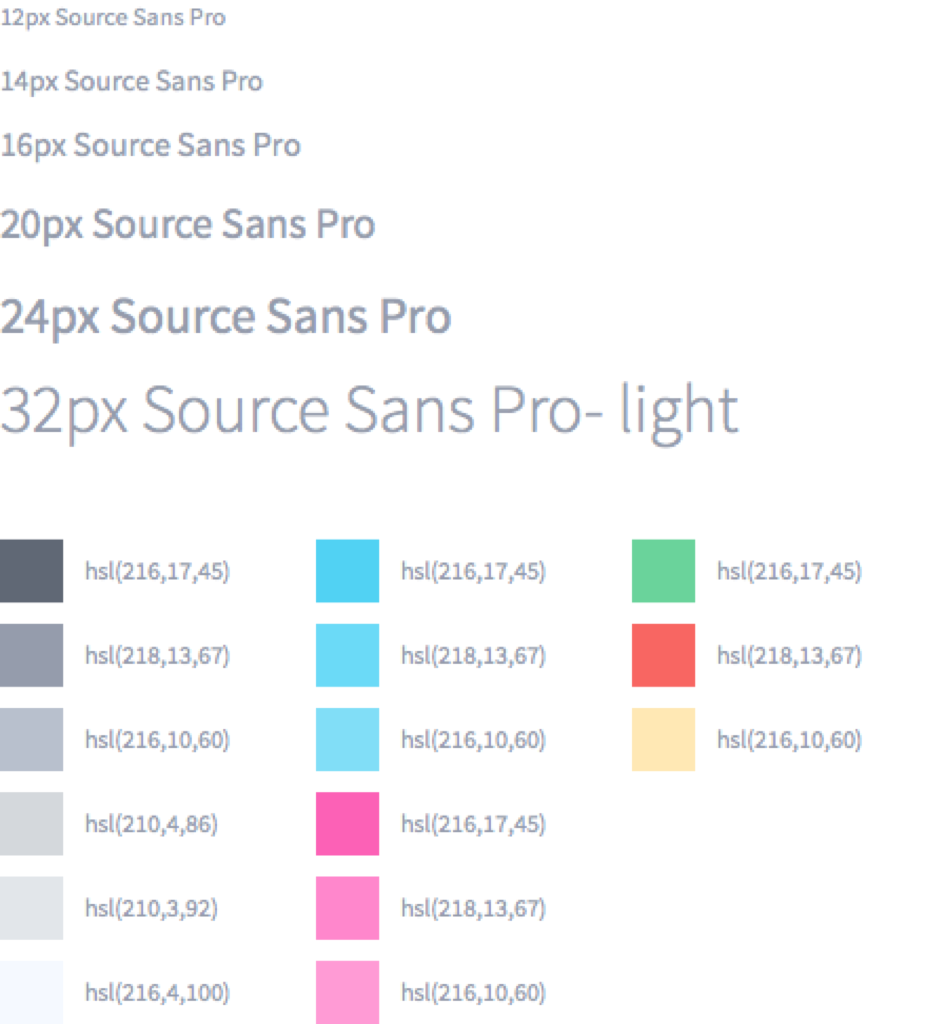 12px Source Sans Pro
14px Source Sans Pro
16px Source Sans Pro
20px Source Sans Pro
24px Source Sans Pro
32px Source Sans Pro- light
hsl(216,17,45) hsl(216,17,45) hsl(216,17,45)
hsl(218,13,67) hsl(218,13,67) hsl(218,13,67)
hsl(216,10,60) hsl(216,10,60) hsl(216,10,60)
hsl(210,4,86) hsl(216,17,45)
hsl(210,3,92) hsl(218,13,67)
hsl(216,4,100) hsl(216,10,60)